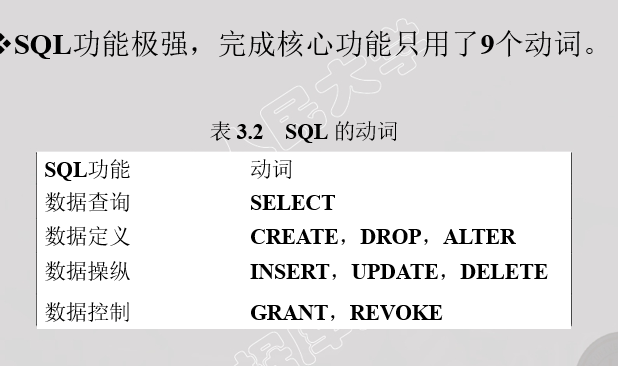 ❖SQL功能极强，完成核心功能只用了9个动词。
表 3.2 SQL 的动词
SQL功能 动词
数据查询 SELECT
数据定义 CREATE，DROP，ALTER
数据操纵 INSERT，UPDATE，DELETE
数据控制 GRANT，REVOKE